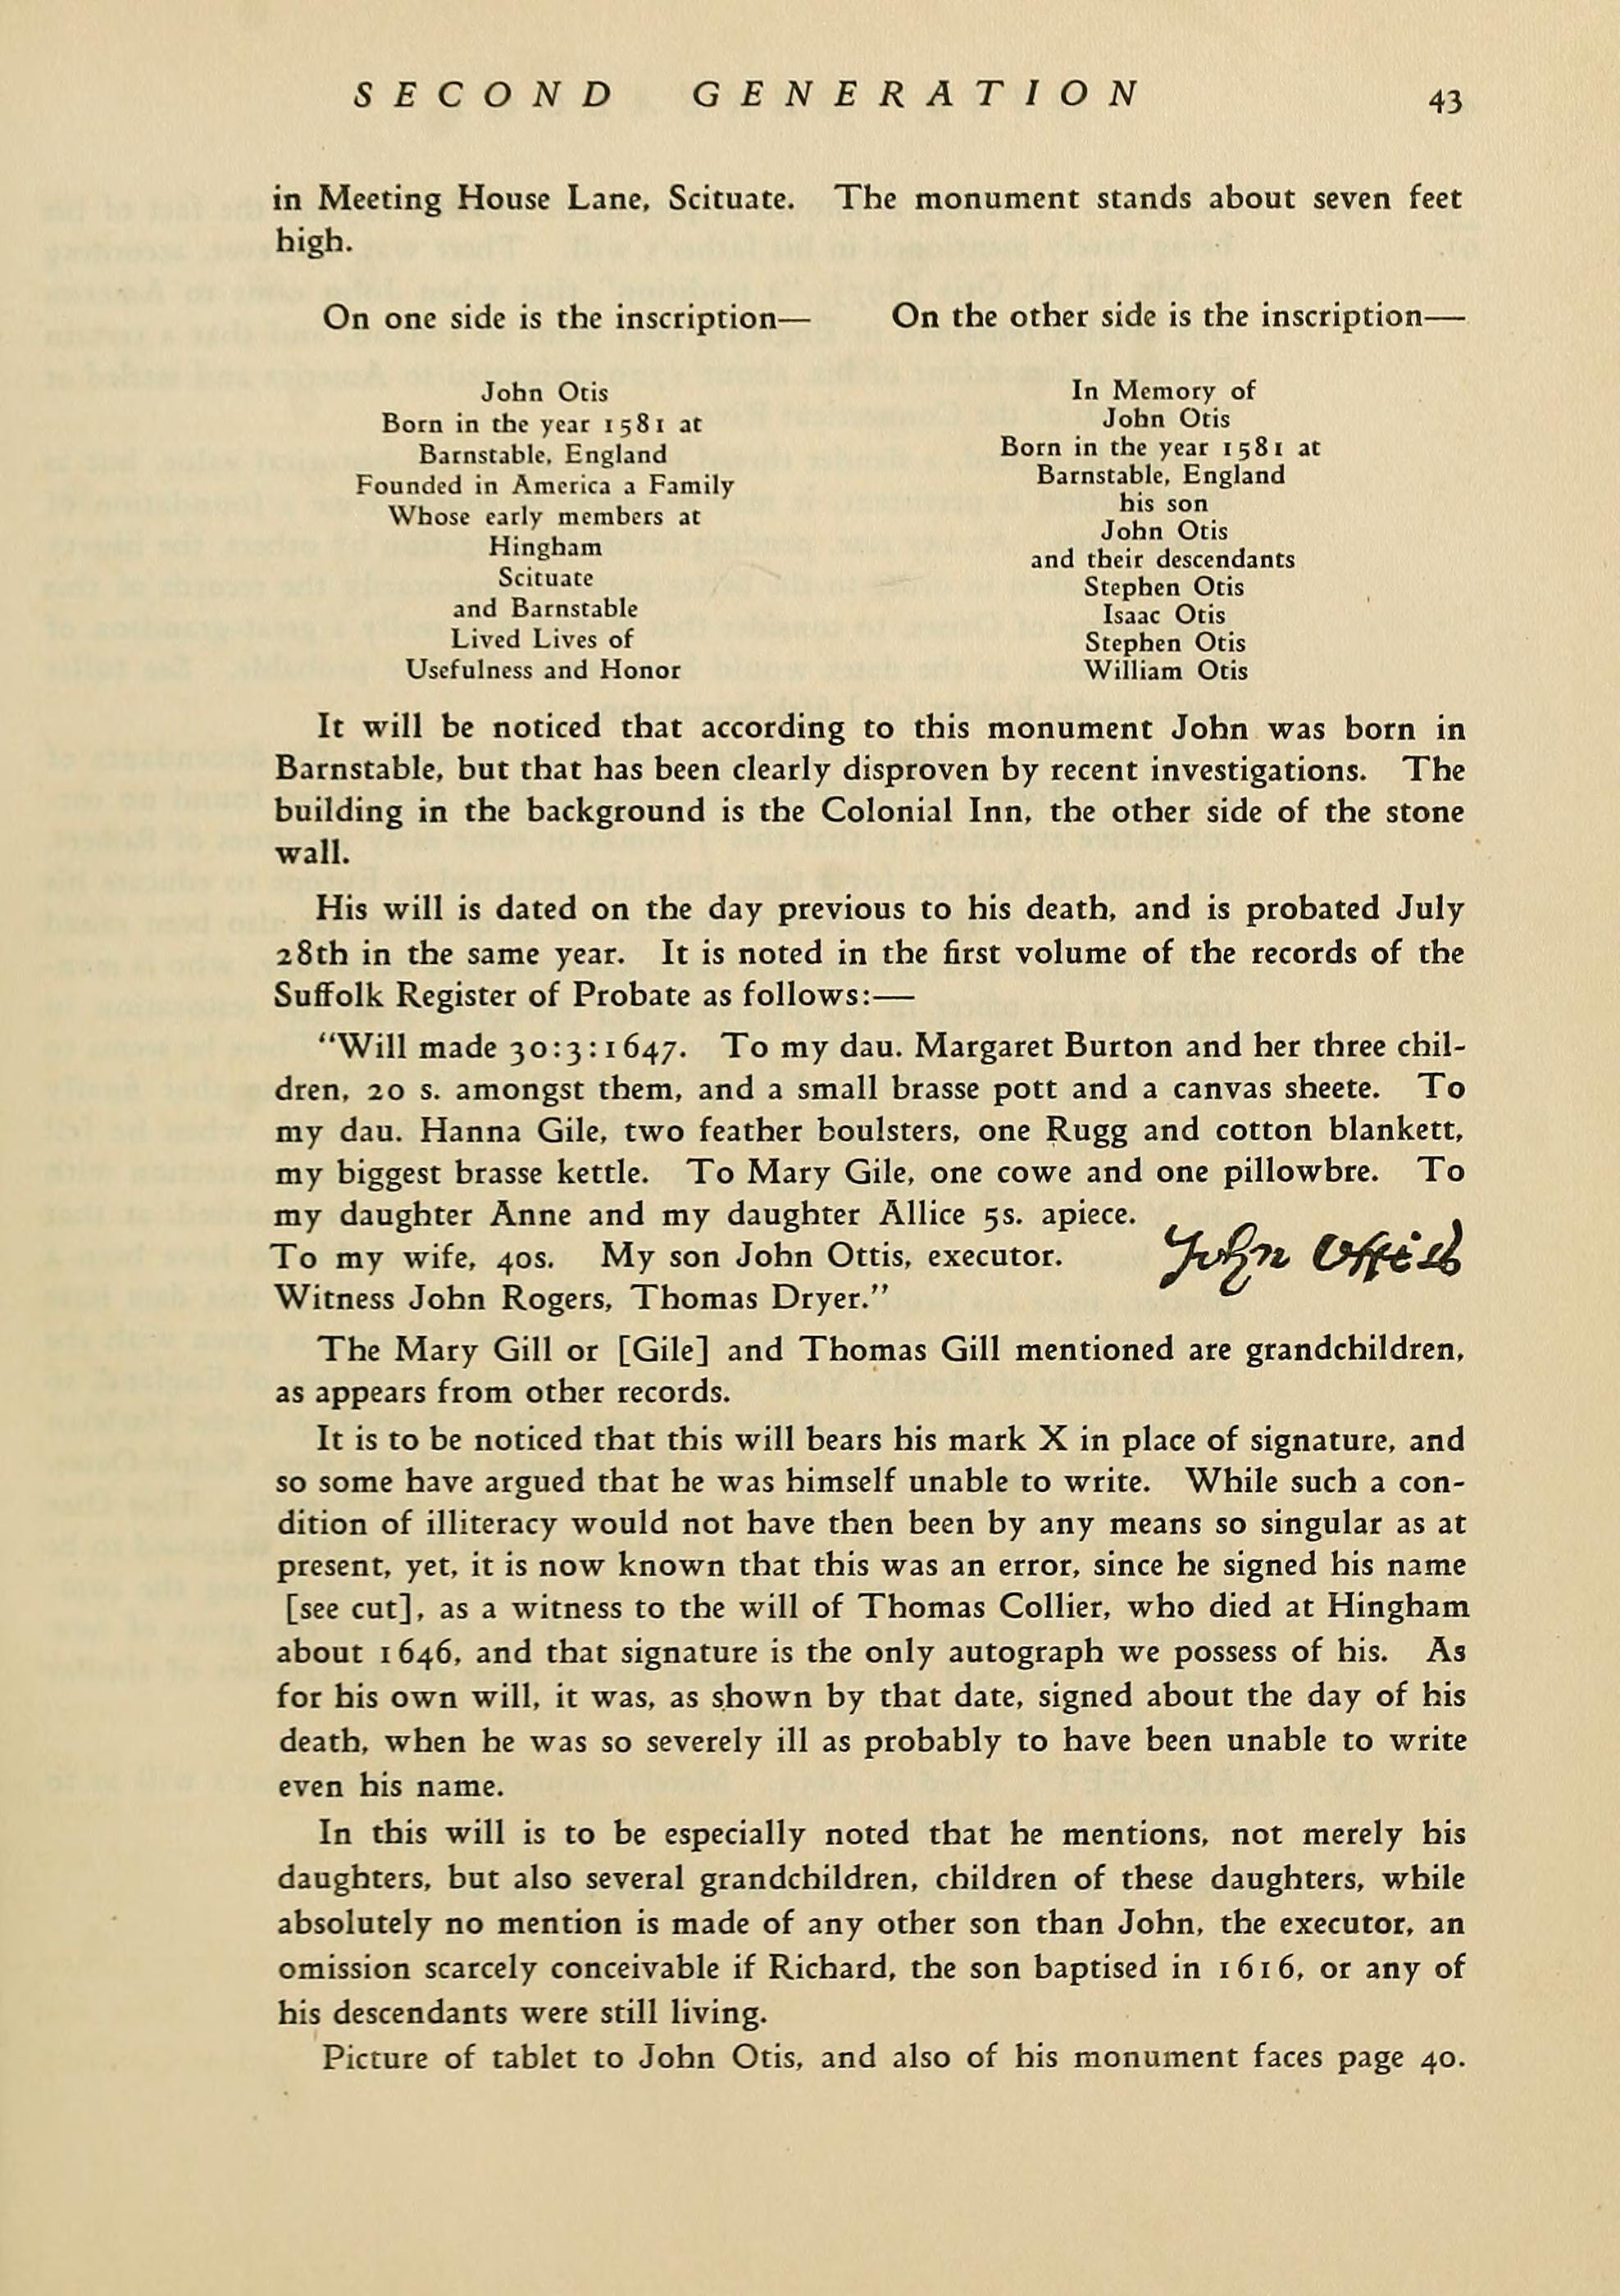 SECOND GENERATION 43
in Meeting House Lane, Scituate. The monument stands about seven feet
high.
On one side is the inscription—
John Otis
Born in the year 1581 at
Barnstable, England
Founded in America a Family
Whose early members at
Hingham
Scituate
and Barnstable
Lived Lives of
Usefulness and Honor
On the other side is the inscription—
In Memory of
John Otis
Born in the year 1581 at
Barnstable, England
his son
John Otis
and their descendants
Stephen Otis
Isaac Otis
Stephen Otis
William Otis
It will be noticed that according to this monument John was born in
Barnstable, but that has been clearly disproven by recent investigations. The
building in the background is the Colonial Inn, the other side of the stone
wall.
His will is dated on the day previous to his death, and is probated July
28th in the same year. It is noted in the first volume of the records of the
Suffolk Register of Probate as follows:—
"Will made 30:3:1647. To my dau. Margaret Burton and her three chil-
dren, 20 s. amongst them, and a small brasse pott and a canvas sheete. To
my dau. Hanna Gile, two feather boulsters, one Rugg and cotton blankett,
my biggest brasse kettle. To Mary Gile, one cowe and one pillowbre. To
my daughter Anne and my daughter Allice 5s. apiece.
To my wife, 40s. My son John Ottis, executor.
Witness John Rogers, Thomas Dryer."
John Ottis
The Mary Gill or [Gile] and Thomas Gill mentioned are grandchildren,
as appears from other records.
It is to be noticed that this will bears his mark X in place of signature, and
so some have argued that he was himself unable to write. While such a con-
dition of illiteracy would not have then been by any means so singular as at
present, yet, it is now known that this was an error, since he signed his name
[see cut], as a witness to the will of Thomas Collier, who died at Hingham
about 1646, and that signature is the only autograph we possess of his. As
for his own will, it was, as shown by that date, signed about the day of his
death, when he was so severely ill as probably to have been unable to write
even his name.
In this will is to be especially noted that he mentions, not merely his
daughters, but also several grandchildren, children of these daughters, while
absolutely no mention is made of any other son than John, the executor, an
omission scarcely conceivable if Richard, the son baptised in 1616, or any of
his descendants were still living.
Picture of tablet to John Otis, and also of his monument faces page 40.